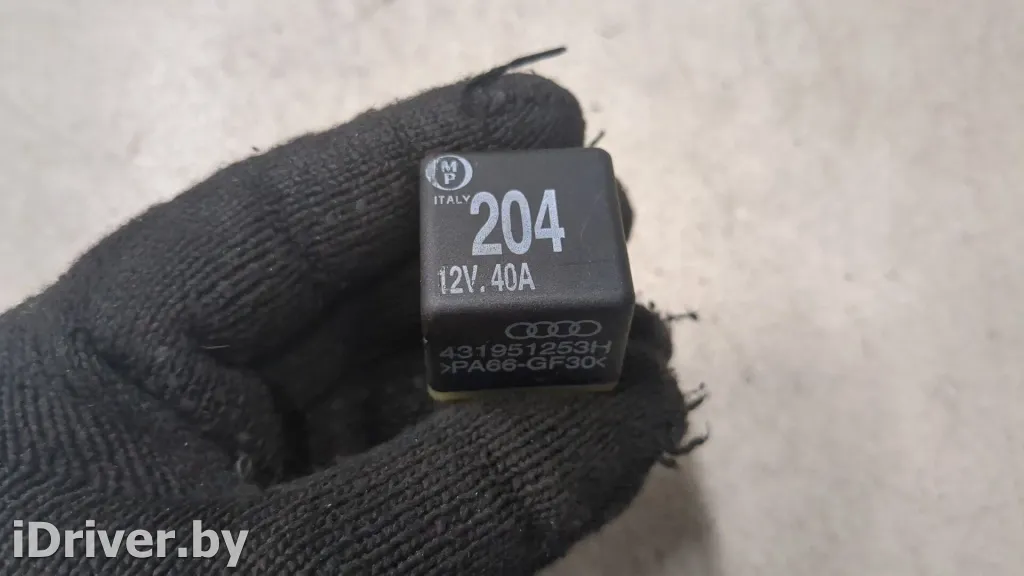 MP
ITALY
204
12V. 40A
431951253H
>PA66-GF30<
iDriver.by